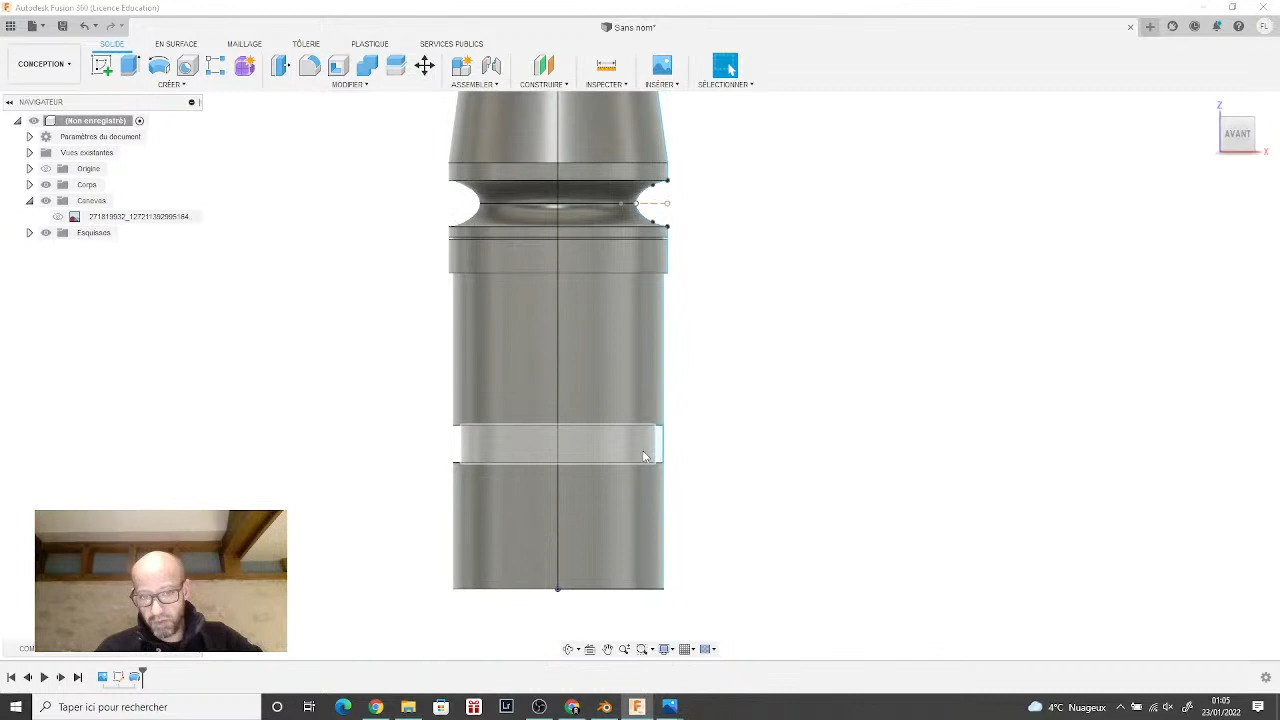 Autodesk Fusion 360 (Licence Education)
Sans nom*
FL
SOLIDE EN SURFACE MAILLAGE TÔLERIE PLASTIQUE SERVICES PUBLICS
CONCEPTION
CRÉER MODIFIER ASSEMBLER CONSTRUIRE INSPECTER INSÉRER SÉLECTIONNER
NAVIGATEUR
(Non enregistré)
Paramètres du document
Vues existantes
Origine
Corps
Canevas
271819932_127211392995164...
Esquisses
Z
AVANT
X
Taper ici pour rechercher
4°C Nuageux
01:05
23/01/2022